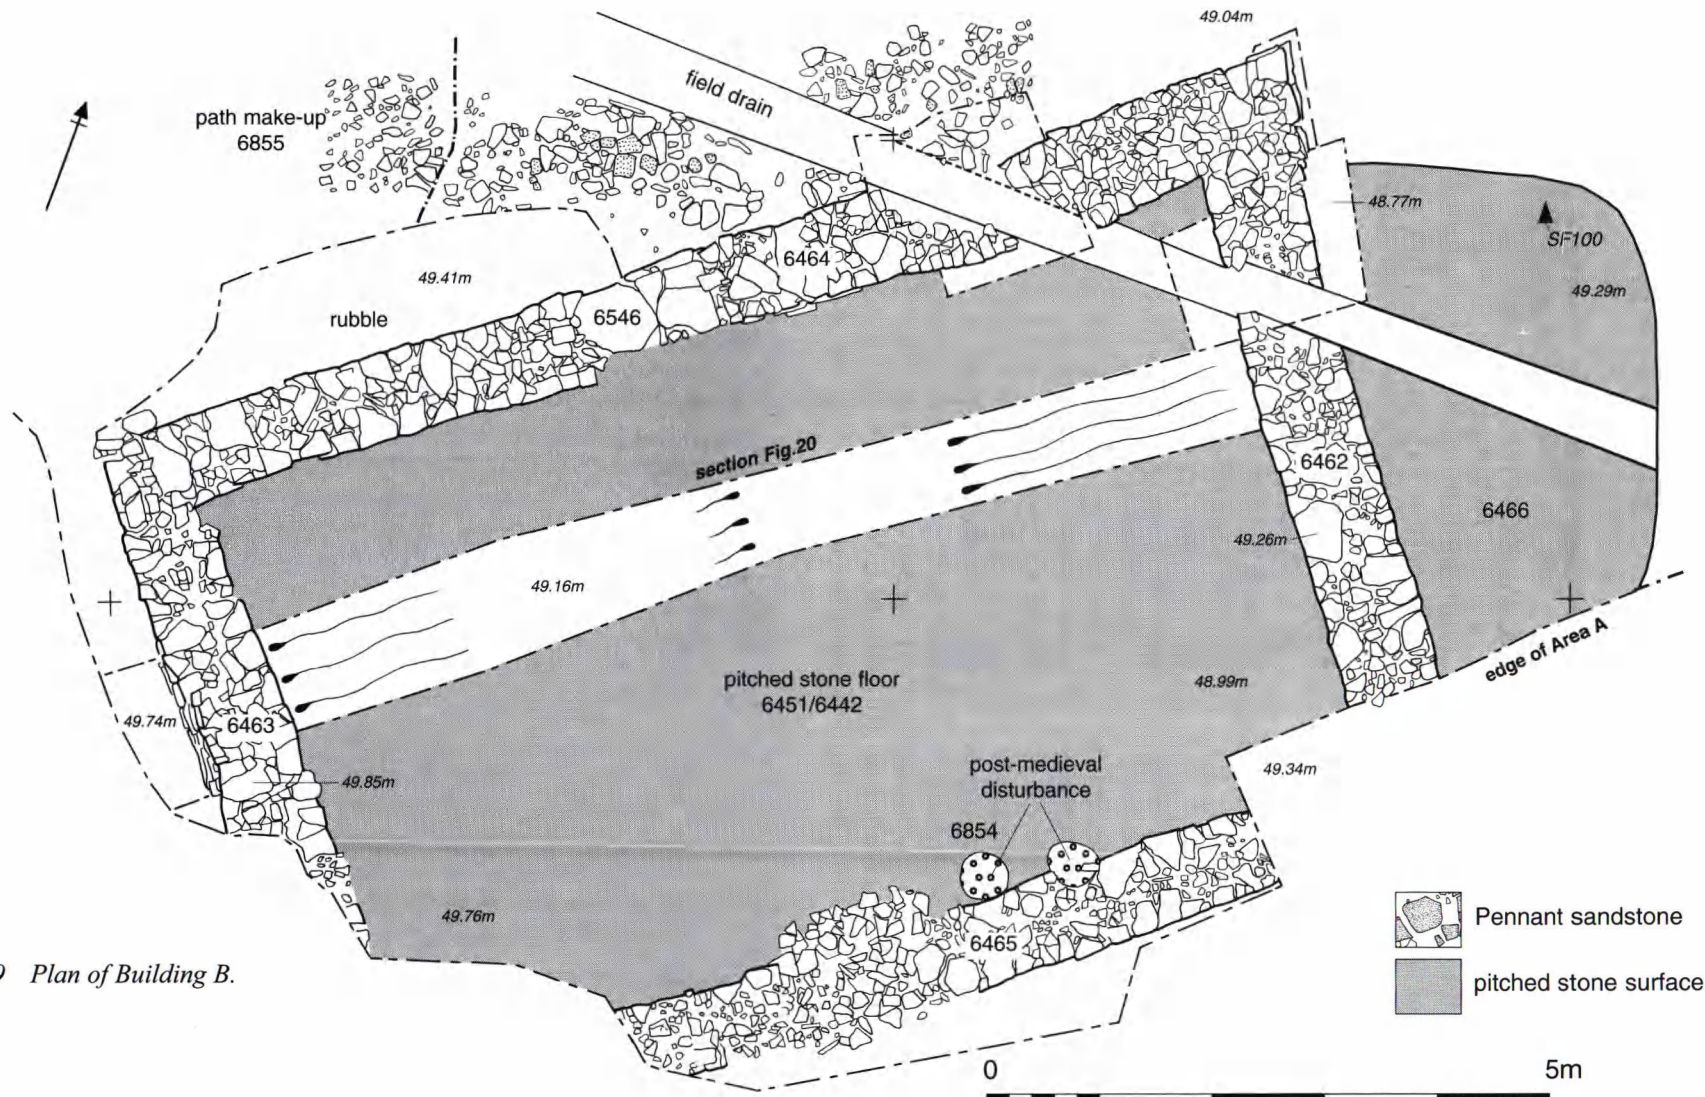 49.04m
field drain
path make-up
6855
48.77m
SF100
49.29m
49.41m
6464
rubble
6546
section Fig.20
6462
6466
49.26m
49.16m
edge of Area A
pitched stone floor
6451/6442
48.99m
49.74m
6463
49.85m
post-medieval
disturbance
49.34m
6854
49.76m
6465
Pennant sandstone
9 Plan of Building B.
pitched stone surface
0 5m